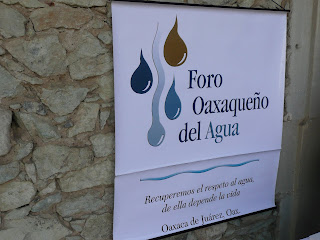 Foro
Oaxaqueño
del Agua
Recuperemos el respeto al agua,
de ella depende la vida
Oaxaca de Juárez, Oax.